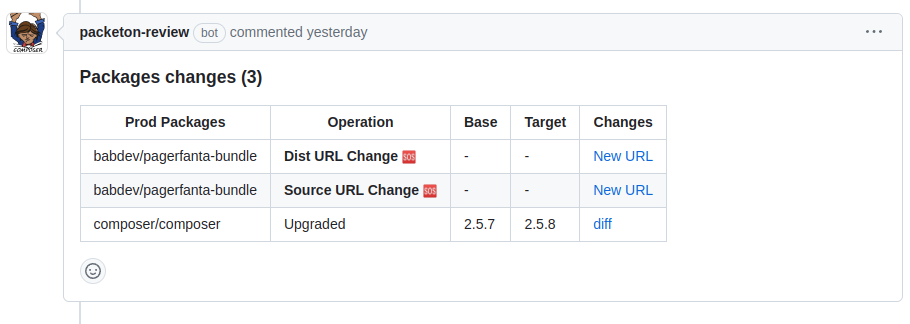 packeton-review bot commented yesterday
COMPOSER
Packages changes (3)
Prod Packages Operation Base Target Changes
babdev/pagerfanta-bundle Dist URL Change 🆘 - - New URL
babdev/pagerfanta-bundle Source URL Change 🆘 - - New URL
composer/composer Upgraded 2.5.7 2.5.8 diff